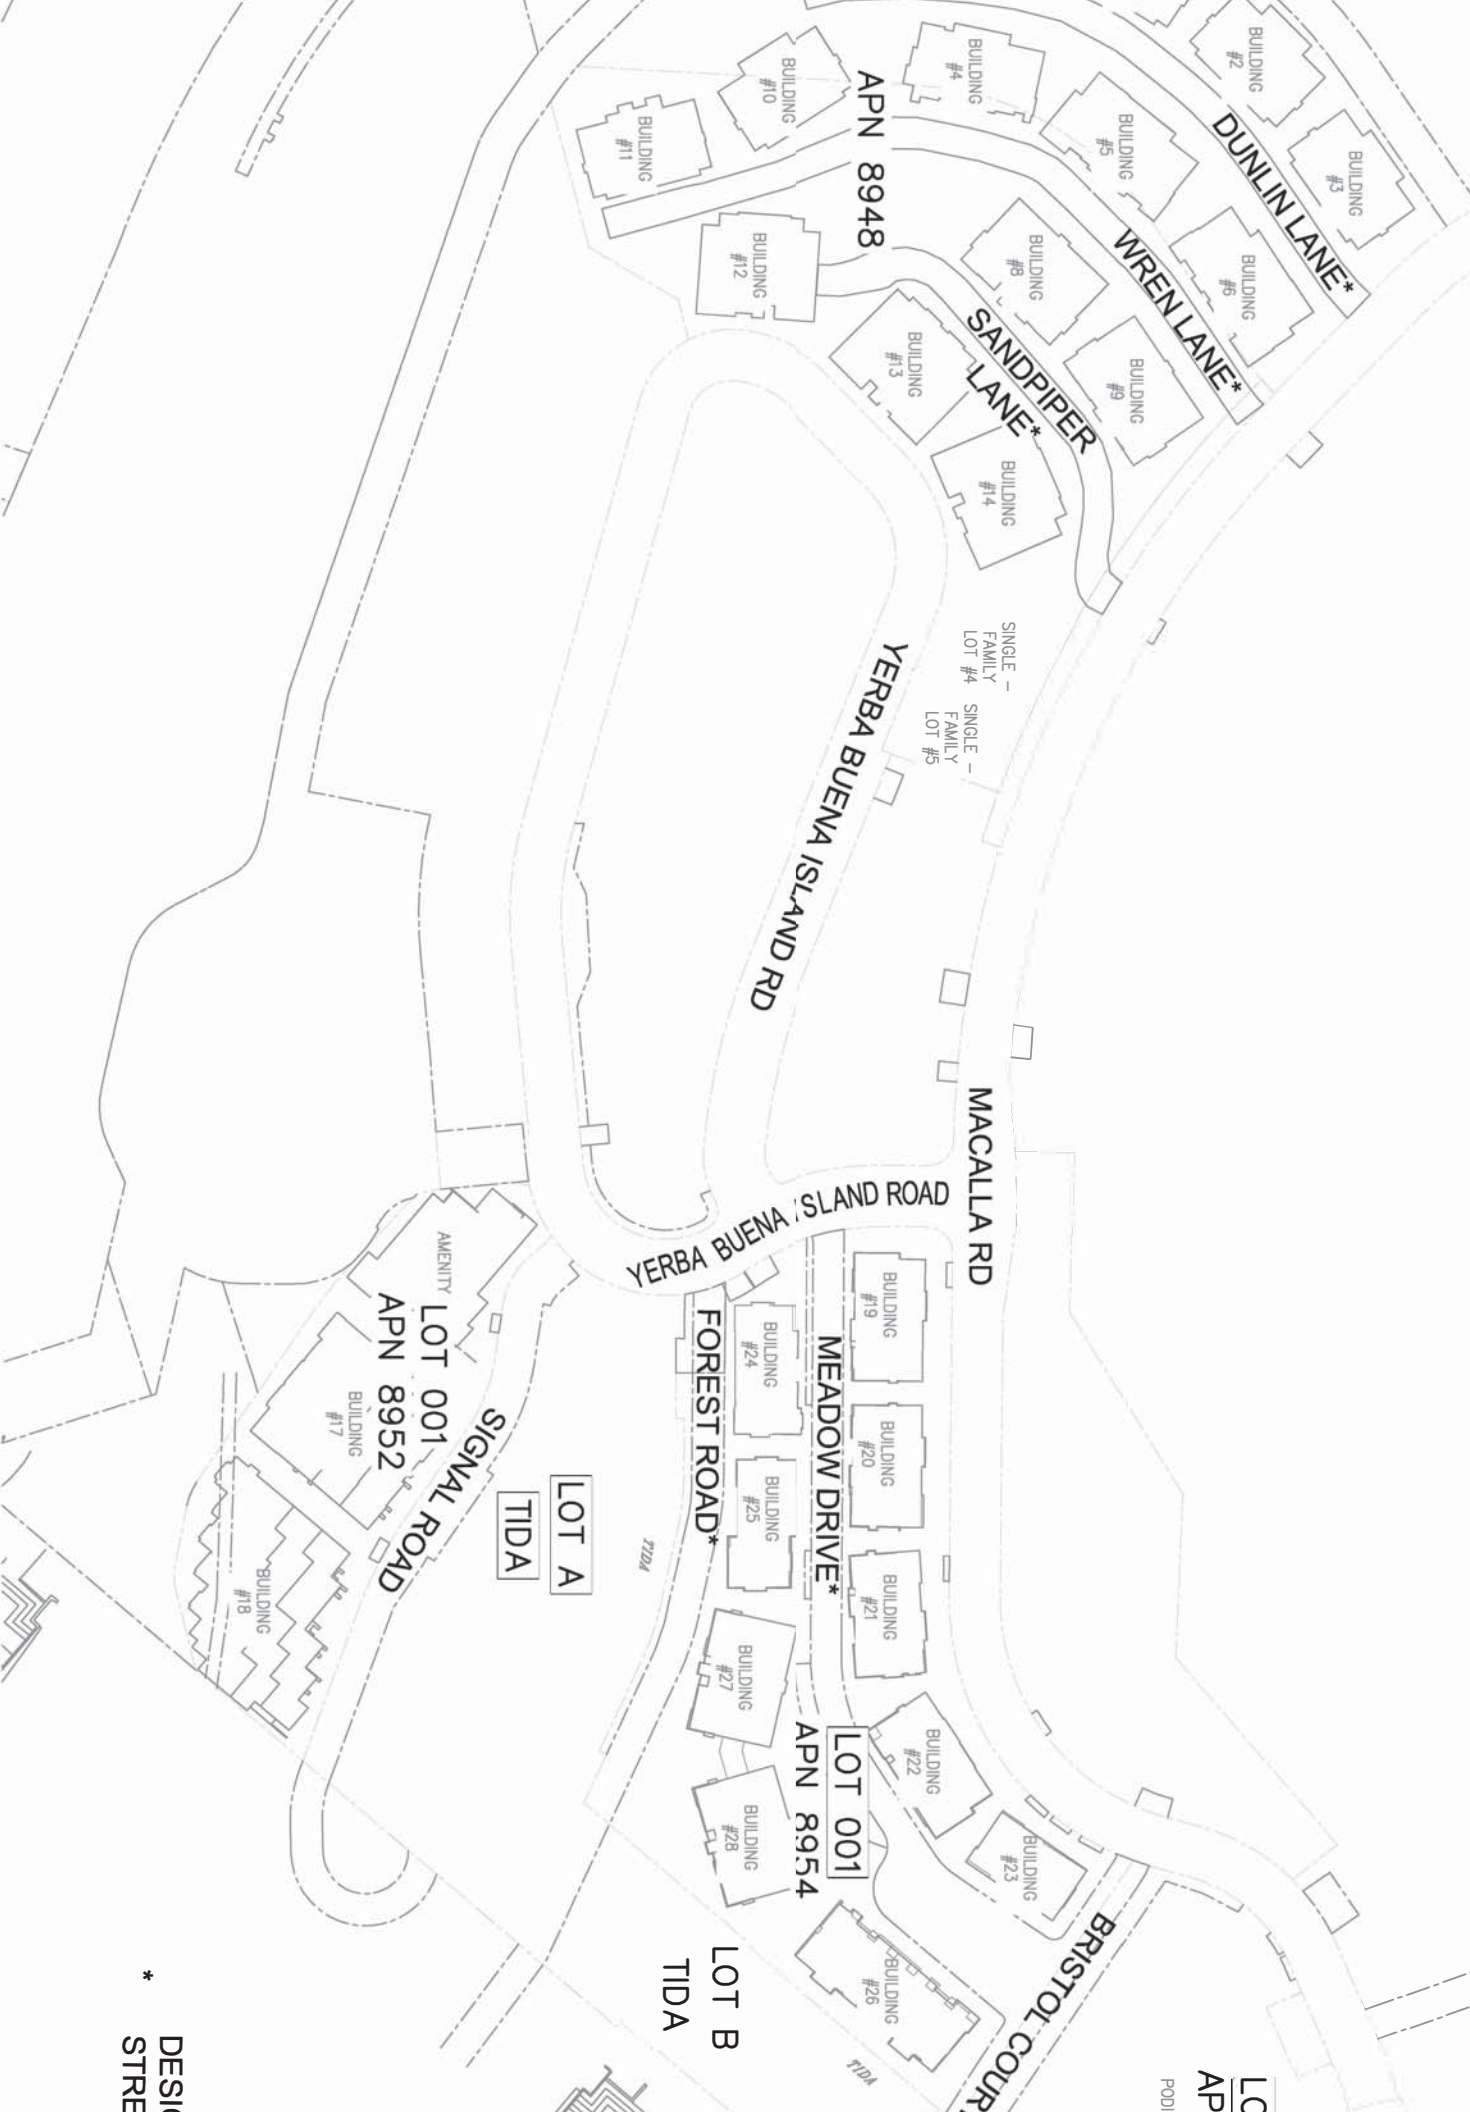 BUILDING
#2
BUILDING
#3
DUNLIN LANE*
BUILDING
#4
BUILDING
#5
BUILDING
#6
WREN LANE*
BUILDING
#10
BUILDING
#11
APN 8948
BUILDING
#8
BUILDING
#9
SANDPIPER
LANE*
BUILDING
#12
BUILDING
#13
BUILDING
#14
SINGLE -
FAMILY
LOT #4
SINGLE -
FAMILY
LOT #5
YERBA BUENA ISLAND RD
MACALLA RD
YERBA BUENA ISLAND ROAD
BUILDING
#19
BUILDING
#20
BUILDING
#21
BUILDING
#22
BUILDING
#23
MEADOW DRIVE*
BUILDING
#24
BUILDING
#25
BUILDING
#27
BUILDING
#28
FOREST ROAD*
LOT 001
APN 8954
BUILDING
#26
BRISTOL COUR
AMENITY
LOT 001
APN 8952
BUILDING
#17
BUILDING
#18
SIGNAL ROAD
LOT A
TIDA
TIDA
LOT B
TIDA
TIDA
LO
AP
PODI
* DESIG
STRE